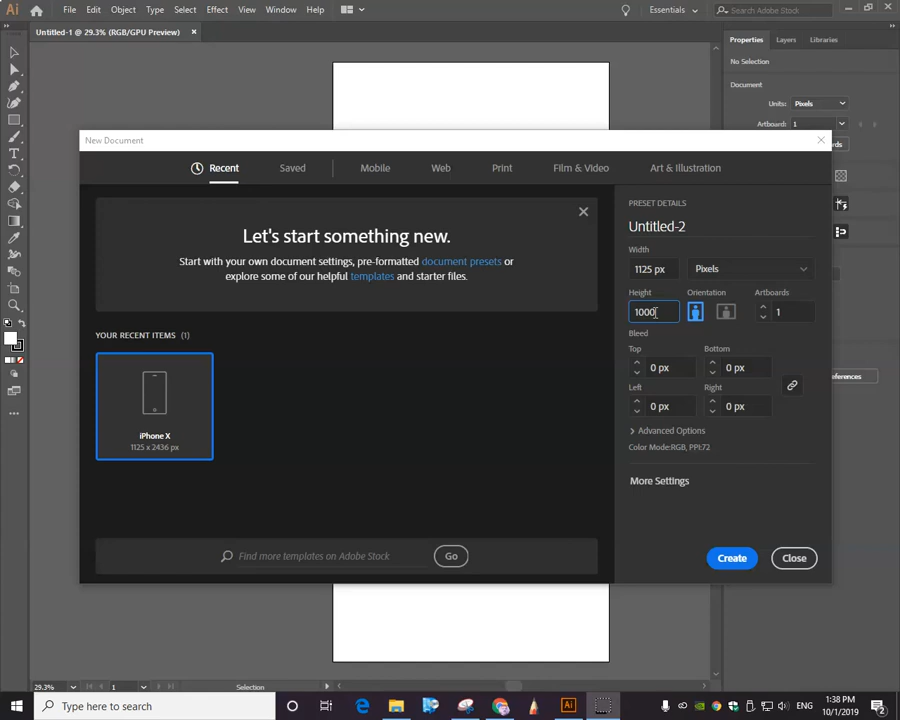 Ai File Edit Object Type Select Effect View Window Help Essentials Search Adobe Stock
Untitled-1 @ 29.3% (RGB/GPU Preview) ×
Properties Layers Libraries
No Selection
Document
Units: Pixels
Artboard: 1
New Document
Recent Saved Mobile Web Print Film & Video Art & Illustration
Let's start something new.
Start with your own document settings, pre-formatted document presets or
explore some of our helpful templates and starter files.
YOUR RECENT ITEMS (1)
iPhone X
1125 x 2436 px
Find more templates on Adobe Stock Go
PRESET DETAILS
Untitled-2
Width
1125 px Pixels
Height Orientation Artboards
1000 1
Bleed
Top Bottom
0 px 0 px
Left Right
0 px 0 px
Advanced Options
Color Mode:RGB, PPI:72
More Settings
Create Close
29.3% 1 Selection
Type here to search
1:38 PM
10/1/2019
2